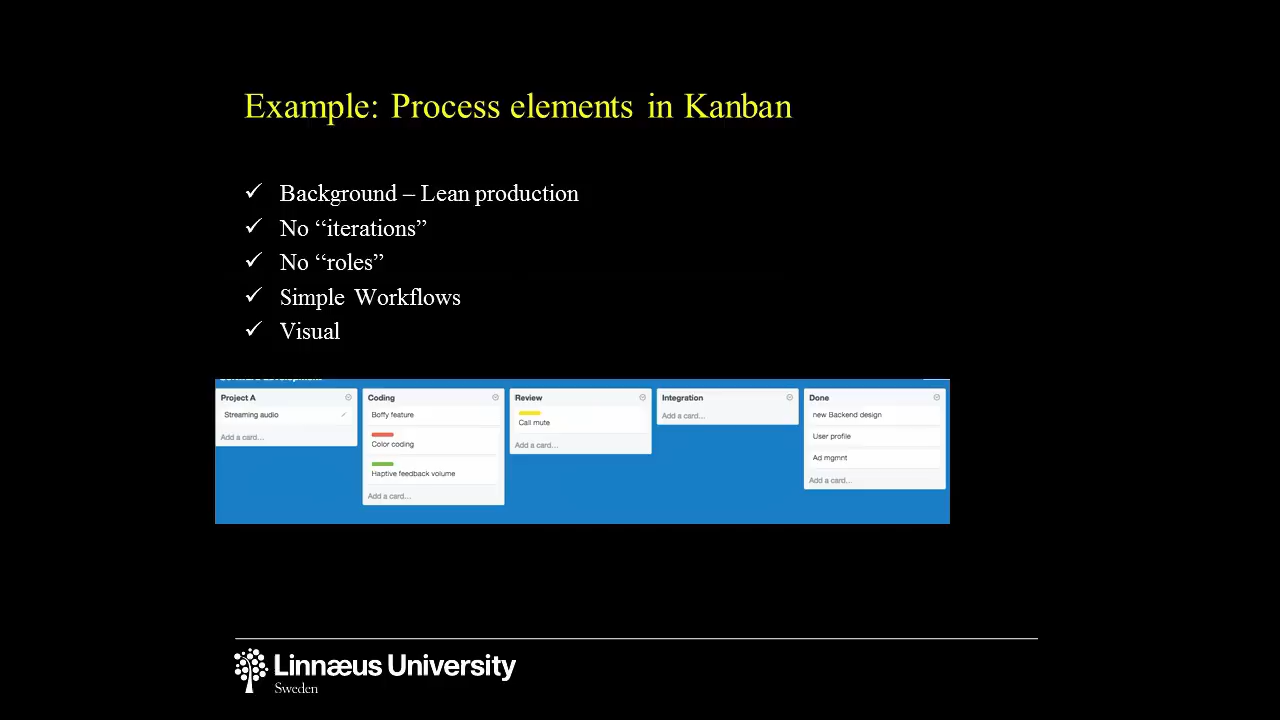 Example: Process elements in Kanban
✓ Background – Lean production
✓ No “iterations”
✓ No “roles”
✓ Simple Workflows
✓ Visual
Project A
Streaming audio
Add a card...
Coding
Boffy feature
Color coding
Haptive feedback volume
Add a card...
Review
Call mute
Add a card...
Integration
Add a card...
Done
new Backend design
User profile
Ad mgmnt
Add a card...
Linnæus University
Sweden